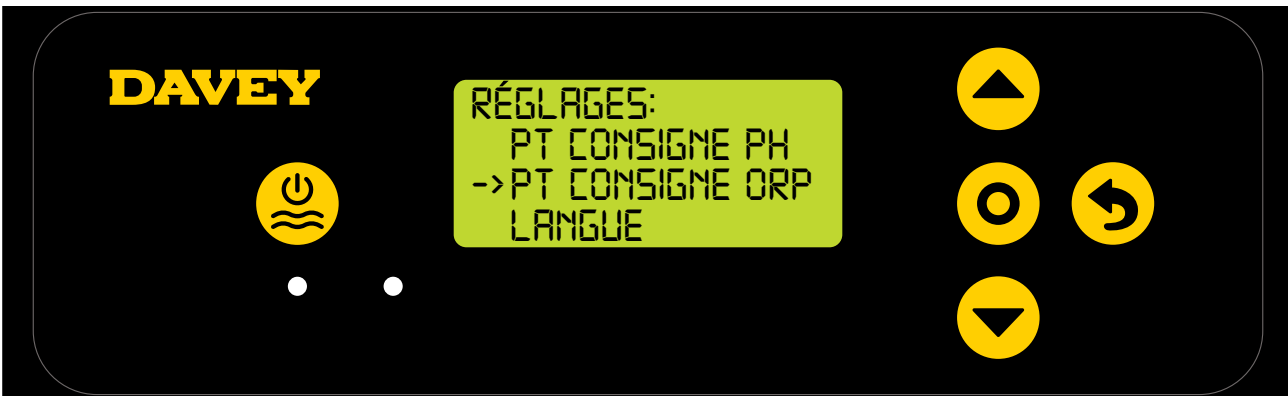 DAVEY
RÉGLAGES:
PT CONSIGNE PH
->PT CONSIGNE ORP
LANGUE